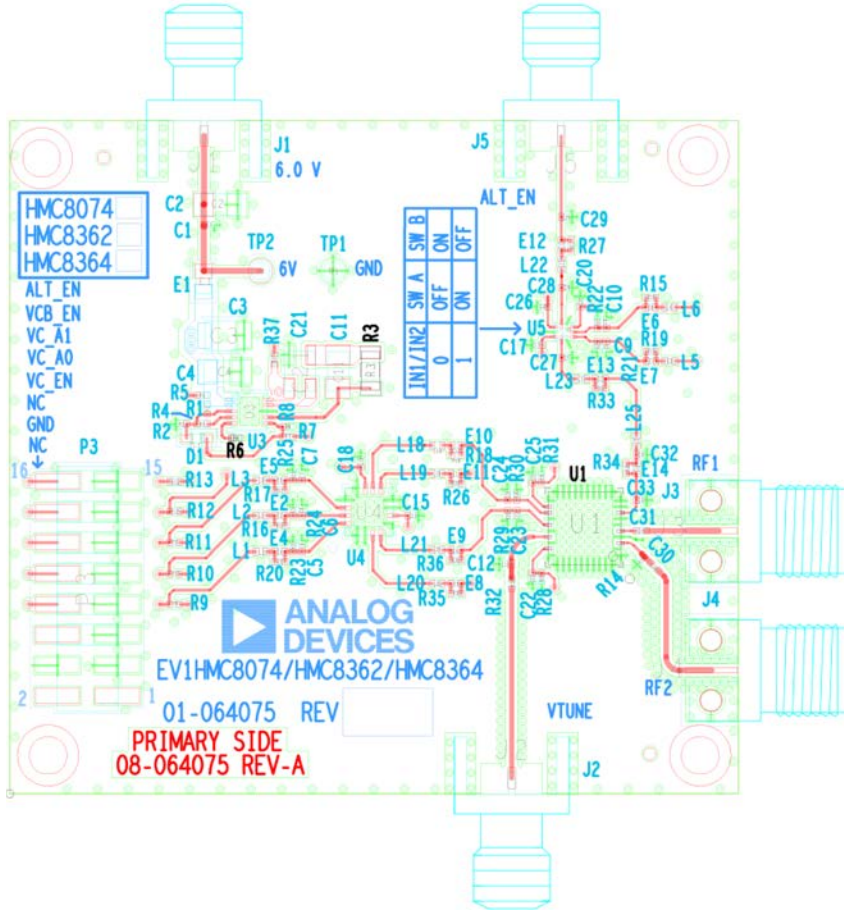 J1
6.0 V
J5
ALT_EN
HMC8074
HMC8362
HMC8364
C2
C1
TP2
TP1
6V
GND
E1
IN1/IN2 SW A SW B
0 OFF ON
1 ON OFF
C29
E12
R27
L22
C20
C28
C26
R22
C10
R15
L6
E6
U5
C17
C9
R19
C27
E13
R21
E7
L5
L23
R33
L25
ALT_EN
VCB_EN
VC_A1
VC_A0
VC_EN
NC
GND
NC
C3
R37
C21
C11
R3
C4
R5
R4
R1
R2
U3
R8
R7
D1
R6
R25
C7
P3
16
15
R13
L3
E5
R17
R12
L2
E2
R24
R11
R16
C6
L1
E4
R10
R20
R23
C5
R9
C18
L18
E10
R18
L19
E11
R26
C15
U4
U4
L21
E9
R36
L20
E8
R35
C24
R30
C25
R31
U1
U1
R29
C23
C12
R32
C22
R28
R34
C32
E14
RF1
C33
J3
C31
C30
R14
J4
RF2
ANALOG
DEVICES
EV1HMC8074/HMC8362/HMC8364
2
1
01-064075 REV
PRIMARY SIDE
08-064075 REV-A
VTUNE
J2